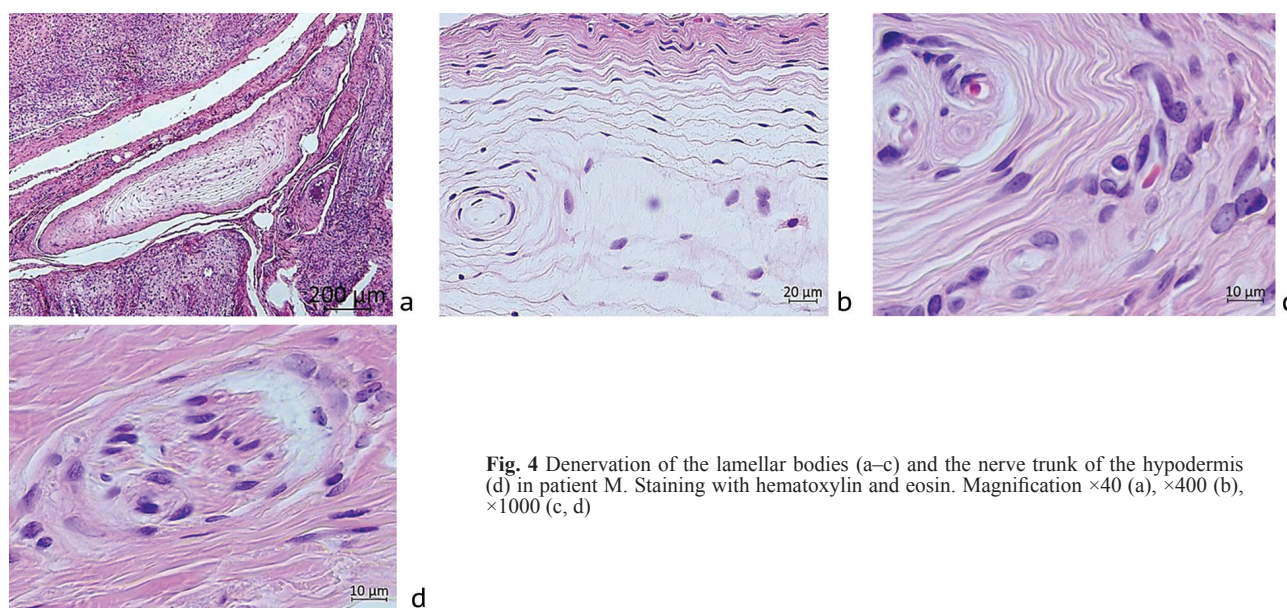 200 µm
a
20 µm
b
10 µm
c
10 µm
d
Fig. 4 Denervation of the lamellar bodies (a–c) and the nerve trunk of the hypodermis
(d) in patient M. Staining with hematoxylin and eosin. Magnification ×40 (a), ×400 (b),
×1000 (c, d)